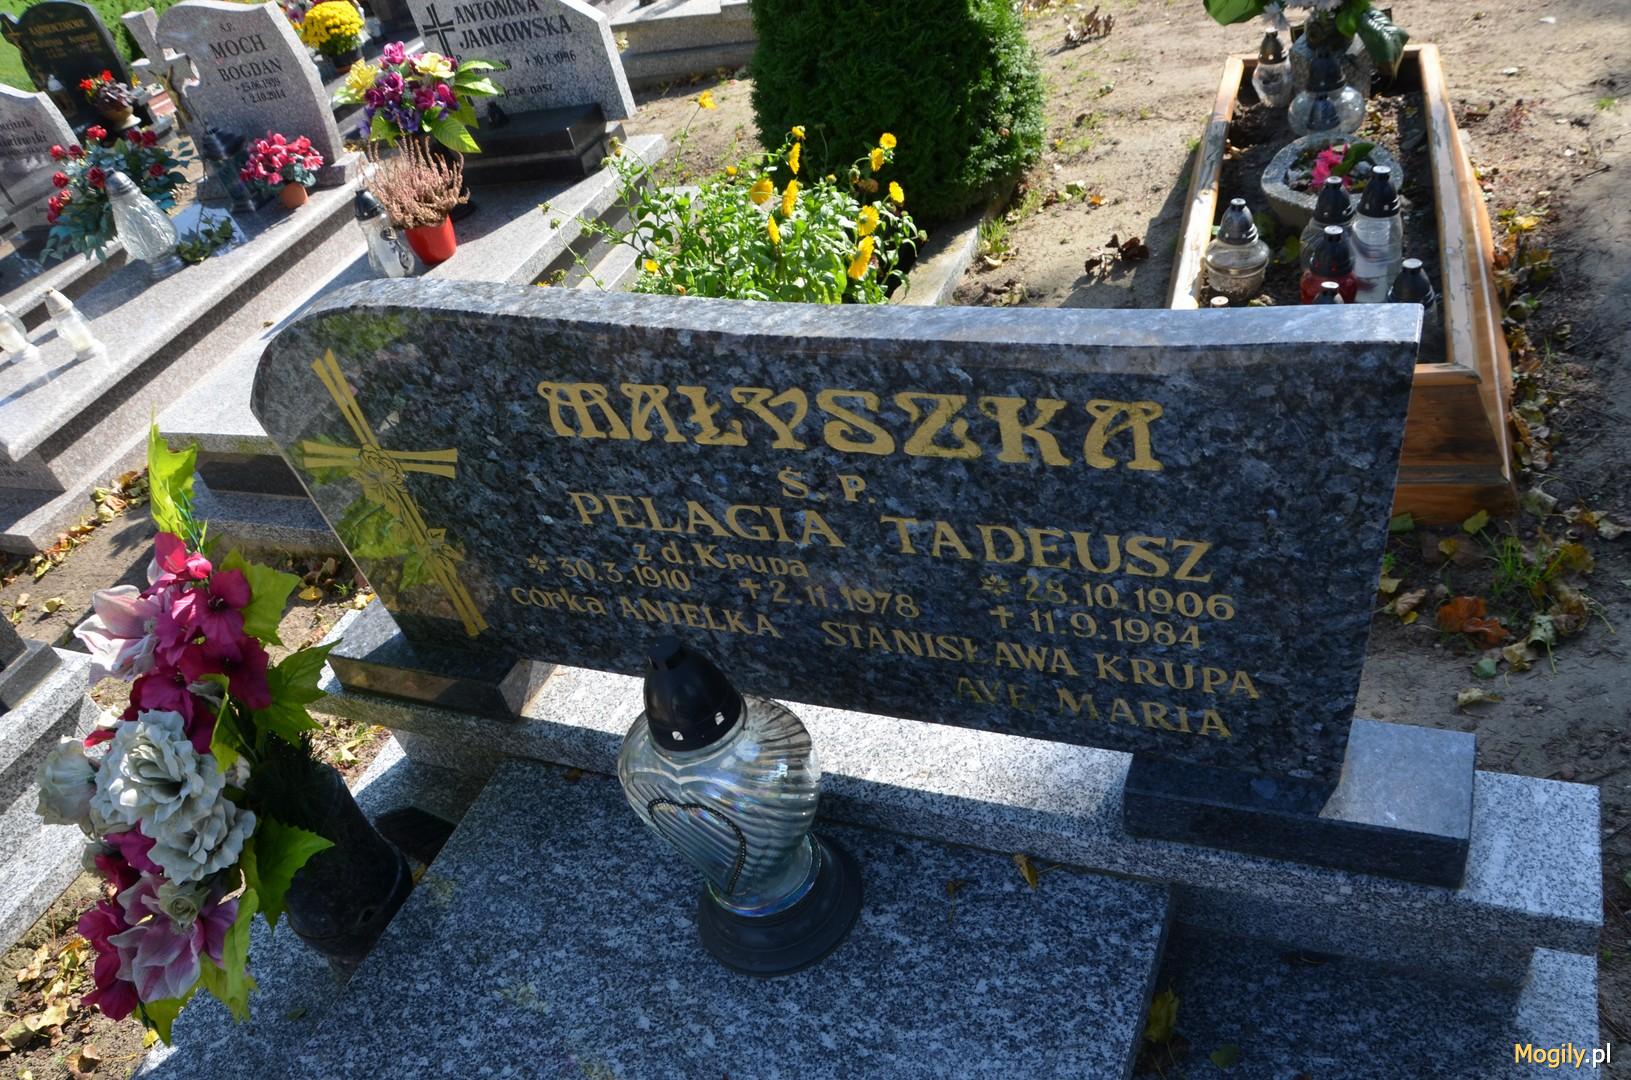 ANTONINA
JANKOWSKA
Ś.P.
MOCH
BOGDAN
MAŁYSZKA
Ś. P.
PELAGIA TADEUSZ
z d. Krupa
* 30.3.1910 * 28.10.1906
✝ 2.11.1978 ✝ 11.9.1984
córka ANIELKA STANISŁAWA KRUPA
AVE MARIA
Mogily.pl